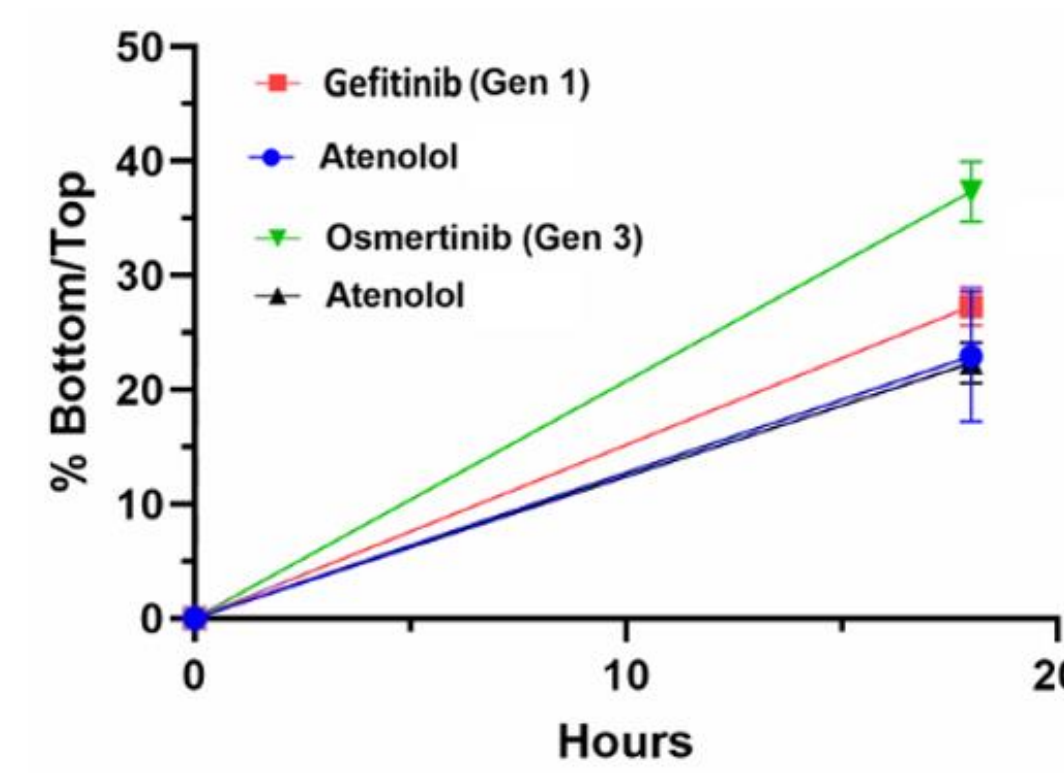 50
Gefitinib (Gen 1)
40
Atenolol
30
Osmertinib (Gen 3)
Atenolol
20
10
0
% Bottom/Top
0
10
20
Hours